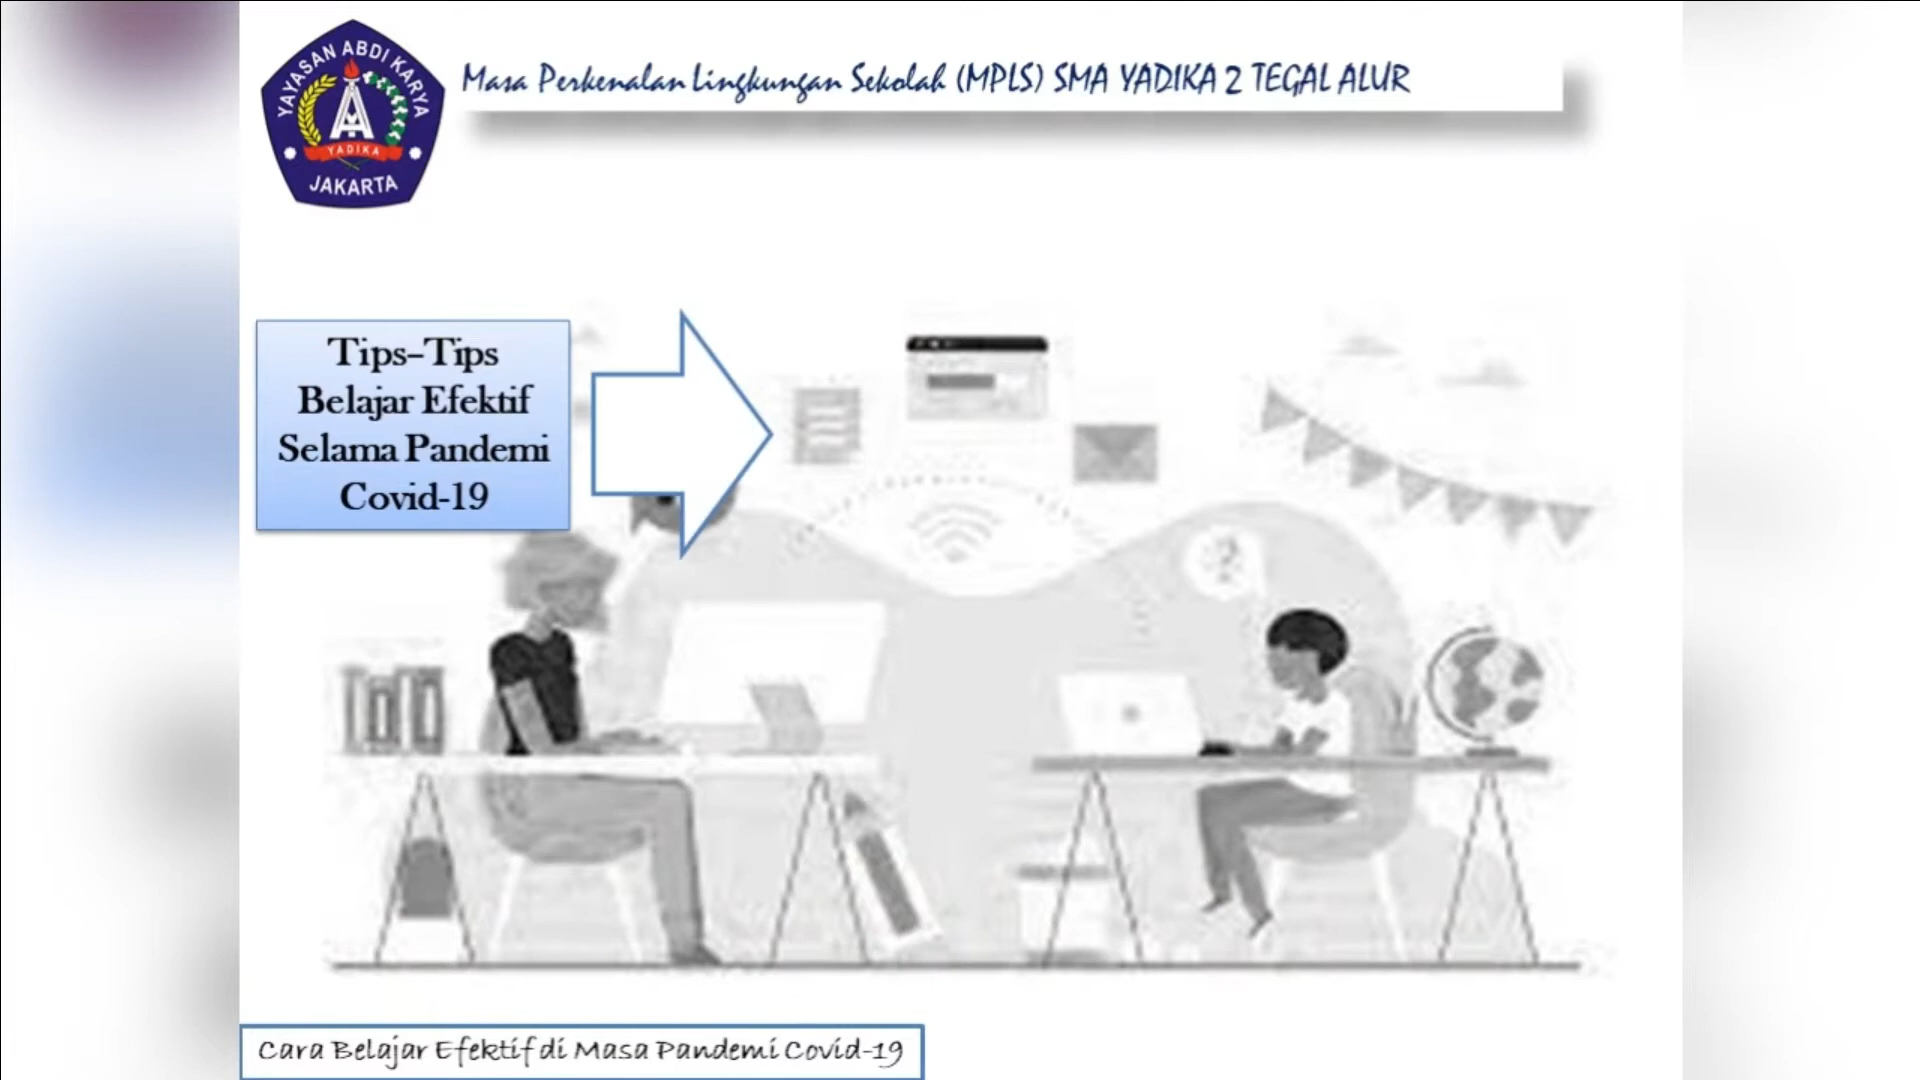 YAYASAN ABDI KARYA
YADIKA
JAKARTA
Masa Perkenalan Lingkungan Sekolah (MPLS) SMA YADIKA 2 TEGAL ALUR
Tips-Tips
Belajar Efektif
Selama Pandemi
Covid-19
Cara Belajar Efektif di Masa Pandemi Covid-19